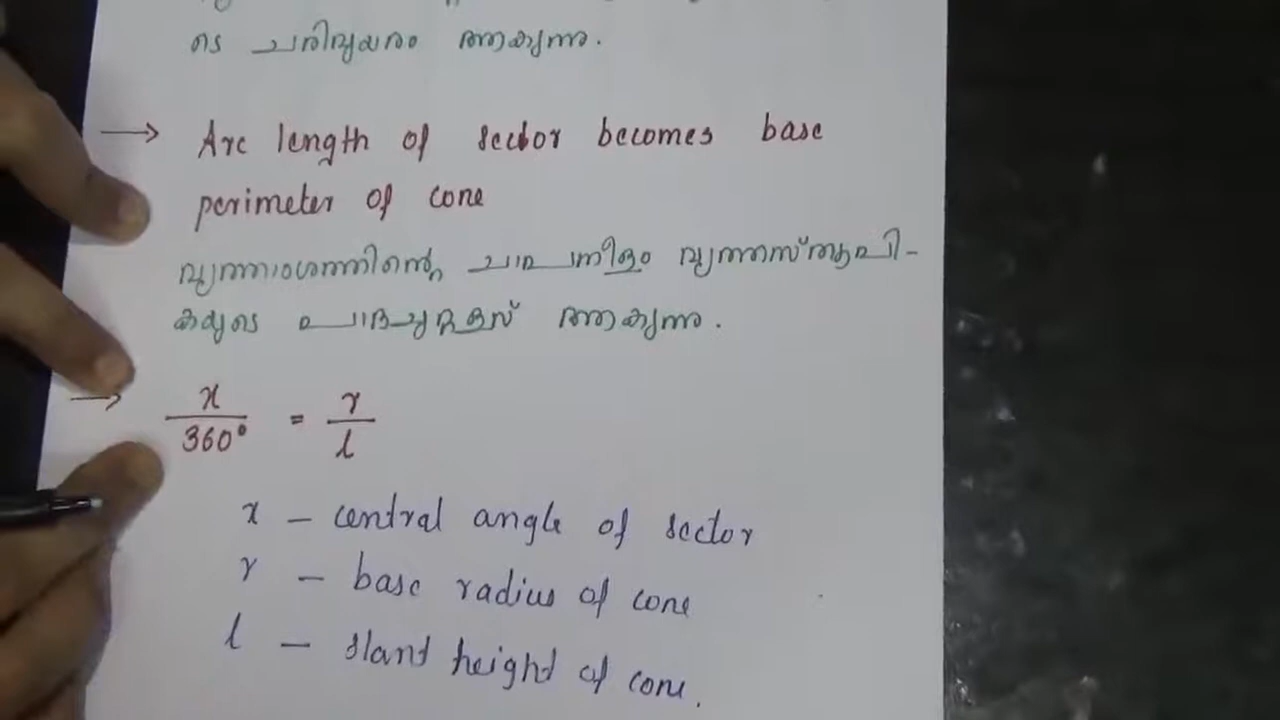 ടെ ചരിവുയരം ആകുന്നു.
→ Arc length of sector becomes base
perimeter of cone
വൃത്താംശത്തിന്റെ ചാപനീളം വൃത്തസ്തൂപി-
കയുടെ പാദചുറ്റളവ് ആകുന്നു.
→ x/360° = r/l
x – central angle of sector
r – base radius of cone
l – slant height of cone.